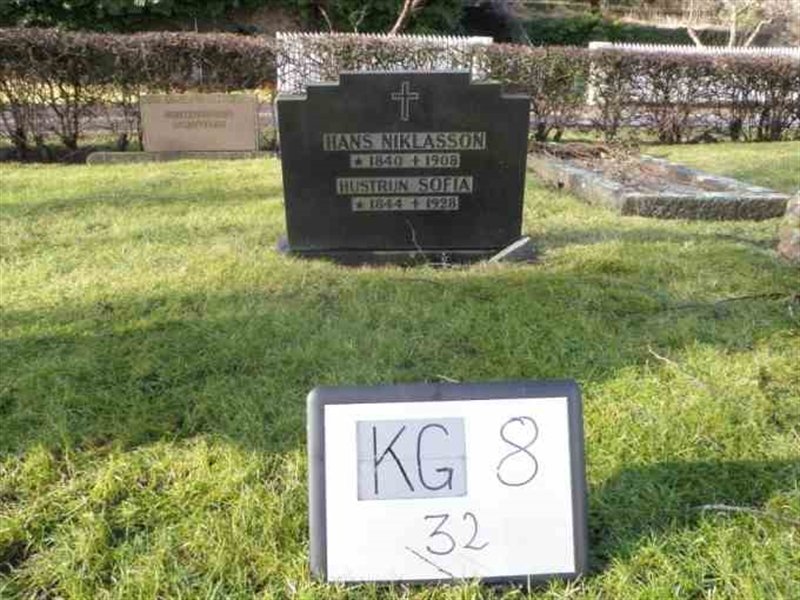 HANS NIKLASSON
* 1840 + 1908
HUSTRUN SOFIA
* 1844 + 1928
KG 8
32